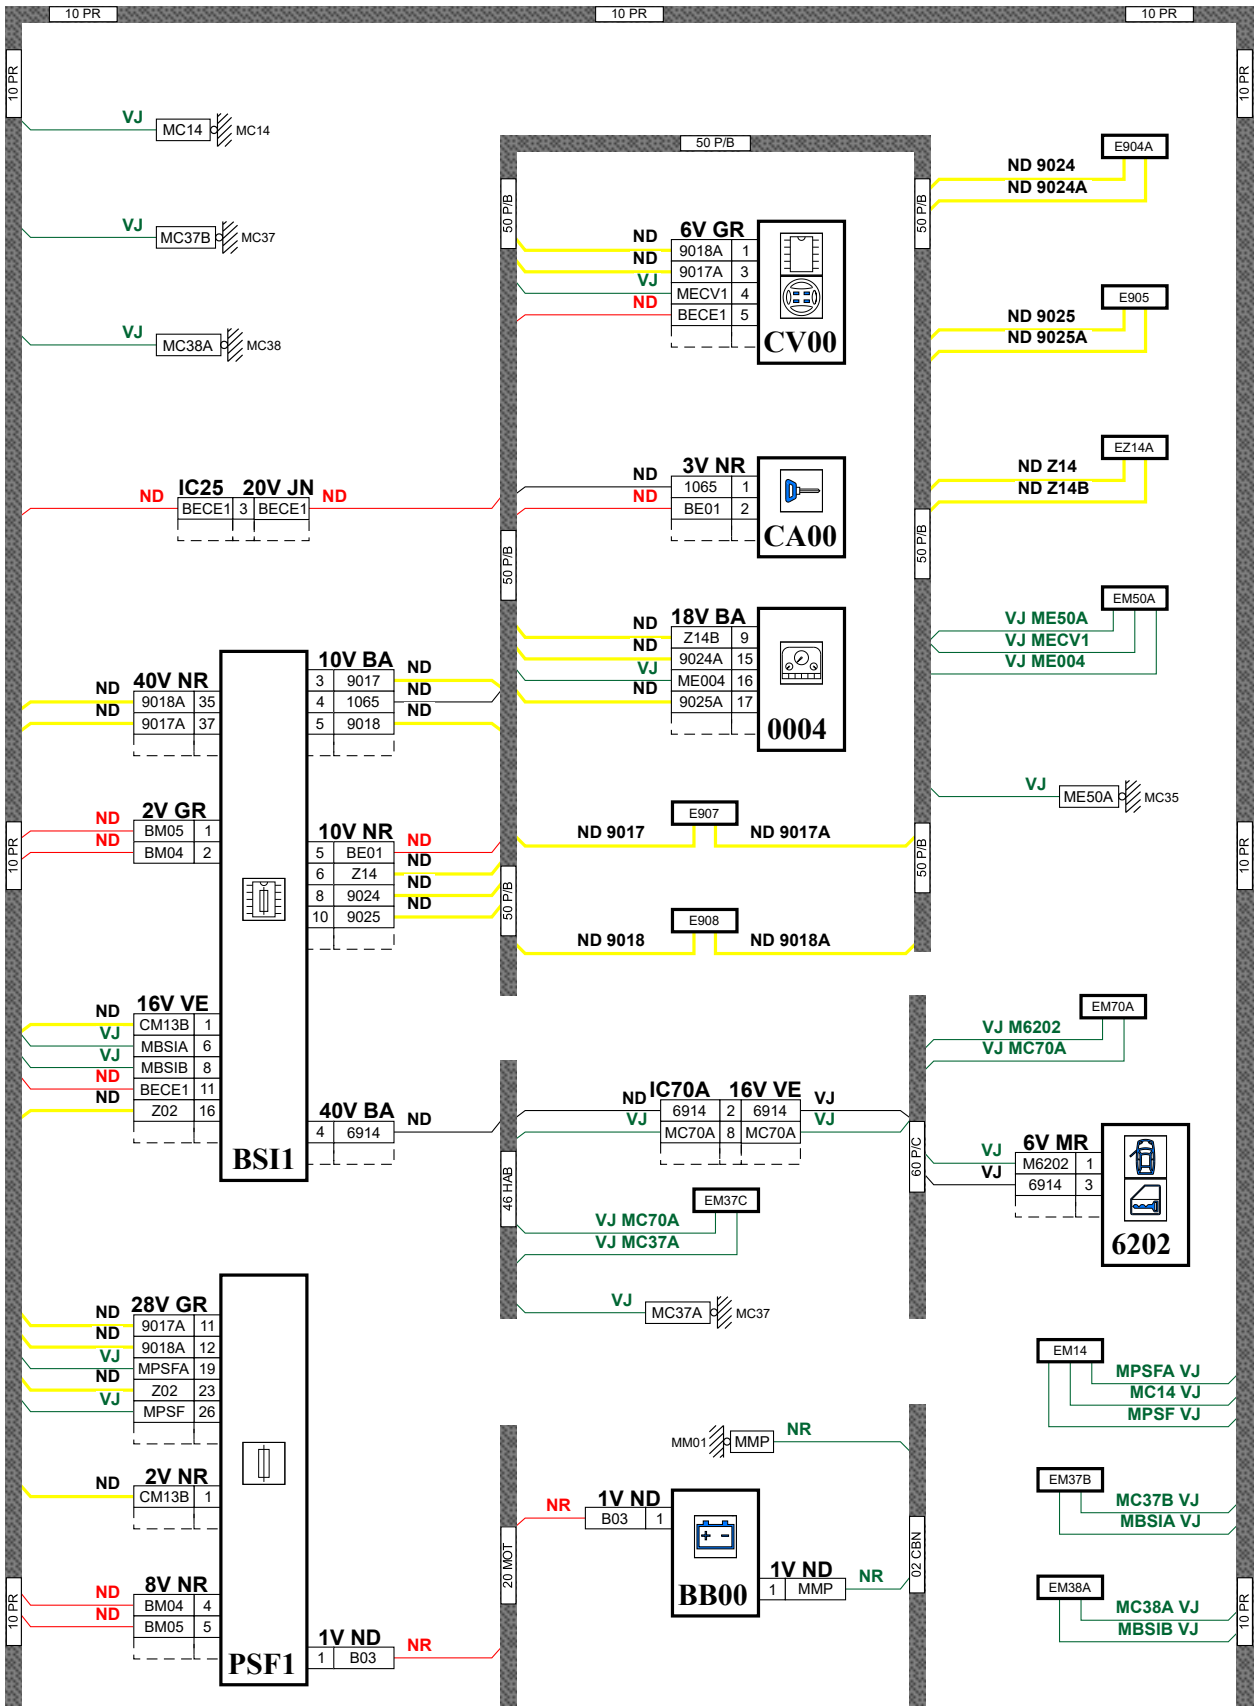 10 PR
10 PR
10 PR
10 PR
10 PR
VJ
MC14
MC14
50 P/B
E904A
ND 9024
ND 9024A
50 P/B
50 P/B
VJ
MC37B
MC37
6V GR
ND
9018A 1
ND
9017A 3
VJ
MECV1 4
ND
BECE1 5
CV00
E905
ND 9025
ND 9025A
VJ
MC38A
MC38
EZ14A
ND Z14
ND Z14B
3V NR
ND
1065 1
ND
BE01 2
CA00
IC25 20V JN
ND
BECE1 3 BECE1
ND
50 P/B
50 P/B
EM50A
VJ ME50A
VJ MECV1
VJ ME004
18V BA
ND
Z14B 9
ND
9024A 15
VJ
ME004 16
ND
9025A 17
0004
40V NR
ND
9018A 35
ND
9017A 37
10V BA
3 9017
ND
4 1065
ND
5 9018
ND
VJ
ME50A
MC35
2V GR
ND
BM05 1
ND
BM04 2
10 PR
10 PR
10V NR
5 BE01
ND
6 Z14
ND
8 9024
ND
10 9025
ND
E907
ND 9017
ND 9017A
50 P/B
50 P/B
E908
ND 9018
ND 9018A
16V VE
ND
CM13B 1
VJ
MBSIA 6
VJ
MBSIB 8
ND
BECE1 11
ND
Z02 16
40V BA
4 6914
ND
BSI1
EM70A
VJ M6202
VJ MC70A
IC70A 16V VE
ND
6914 2 6914
VJ
VJ
MC70A 8 MC70A
VJ
46 HAB
60 P/C
6V MR
VJ
M6202 1
VJ
6914 3
6202
EM37C
VJ MC70A
VJ MC37A
VJ
MC37A
MC37
28V GR
ND
9017A 11
ND
9018A 12
VJ
MPSFA 19
ND
Z02 23
VJ
MPSF 26
EM14
MPSFA VJ
MC14 VJ
MPSF VJ
MM01
MMP
NR
2V NR
ND
CM13B 1
EM37B
MC37B VJ
MBSIA VJ
1V ND
NR
B03 1
1V ND
1 MMP
NR
BB00
20 MOT
02 CBN
8V NR
ND
BM04 4
ND
BM05 5
1V ND
1 B03
NR
PSF1
EM38A
MC38A VJ
MBSIB VJ
10 PR
10 PR